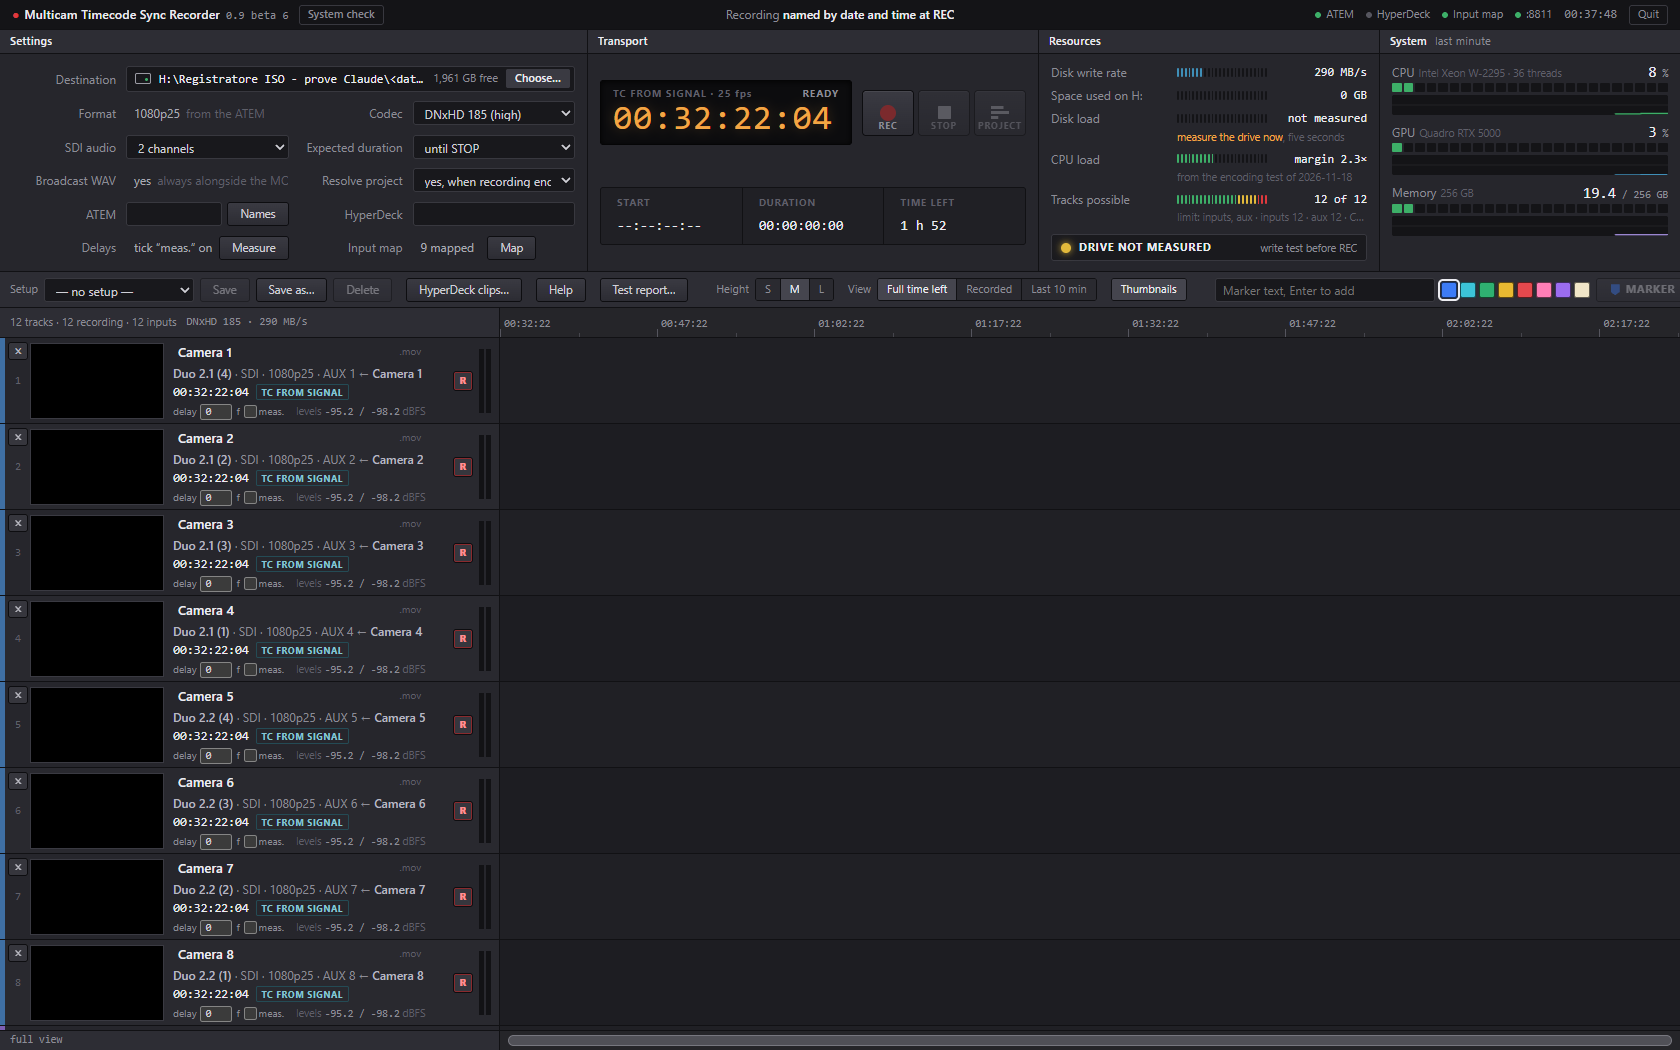 Multicam Timecode Sync Recorder 0.9 beta 6 System check
Recording named by date and time at REC
ATEM HyperDeck Input map :8811 00:37:48 Quit
Settings
Destination H:\Registratore ISO - prove Claude\<dat... 1,961 GB free Choose...
Format 1080p25 from the ATEM Codec DNxHD 185 (high)
SDI audio 2 channels Expected duration until STOP
Broadcast WAV yes always alongside the MC Resolve project yes, when recording enc
ATEM Names HyperDeck
Delays tick “meas.” on Measure Input map 9 mapped Map
Transport
TC FROM SIGNAL · 25 fps READY
00:32:22:04
REC STOP PROJECT
START DURATION TIME LEFT
--:--:--:-- 00:00:00:00 1 h 52
Resources
Disk write rate 290 MB/s
Space used on H: 0 GB
Disk load not measured
measure the drive now, five seconds
CPU load margin 2.3×
from the encoding test of 2026-11-18
Tracks possible 12 of 12
limit: inputs, aux · inputs 12 · aux 12 · C...
DRIVE NOT MEASURED write test before REC
System last minute
CPU Intel Xeon W-2295 · 36 threads 8 %
GPU Quadro RTX 5000 3 %
Memory 256 GB 19.4 / 256 GB
Setup — no setup — Save Save as... Delete HyperDeck clips... Help Test report... Height S M L View Full time left Recorded Last 10 min Thumbnails Marker text, Enter to add MARKER
12 tracks · 12 recording · 12 inputs DNxHD 185 · 290 MB/s
00:32:22 00:47:22 01:02:22 01:17:22 01:32:22 01:47:22 02:02:22 02:17:22
× Camera 1 .mov
1 Duo 2.1 (4) · SDI · 1080p25 · AUX 1 ← Camera 1 R
00:32:22:04 TC FROM SIGNAL
delay 0 f meas. levels -95.2 / -98.2 dBFS
× Camera 2 .mov
2 Duo 2.1 (2) · SDI · 1080p25 · AUX 2 ← Camera 2 R
00:32:22:04 TC FROM SIGNAL
delay 0 f meas. levels -95.2 / -98.2 dBFS
× Camera 3 .mov
3 Duo 2.1 (3) · SDI · 1080p25 · AUX 3 ← Camera 3 R
00:32:22:04 TC FROM SIGNAL
delay 0 f meas. levels -95.2 / -98.2 dBFS
× Camera 4 .mov
4 Duo 2.1 (1) · SDI · 1080p25 · AUX 4 ← Camera 4 R
00:32:22:04 TC FROM SIGNAL
delay 0 f meas. levels -95.2 / -98.2 dBFS
× Camera 5 .mov
5 Duo 2.2 (4) · SDI · 1080p25 · AUX 5 ← Camera 5 R
00:32:22:04 TC FROM SIGNAL
delay 0 f meas. levels -95.2 / -98.2 dBFS
× Camera 6 .mov
6 Duo 2.2 (3) · SDI · 1080p25 · AUX 6 ← Camera 6 R
00:32:22:04 TC FROM SIGNAL
delay 0 f meas. levels -95.2 / -98.2 dBFS
× Camera 7 .mov
7 Duo 2.2 (2) · SDI · 1080p25 · AUX 7 ← Camera 7 R
00:32:22:04 TC FROM SIGNAL
delay 0 f meas. levels -95.2 / -98.2 dBFS
× Camera 8 .mov
8 Duo 2.2 (1) · SDI · 1080p25 · AUX 8 ← Camera 8 R
00:32:22:04 TC FROM SIGNAL
delay 0 f meas. levels -95.2 / -98.2 dBFS
full view